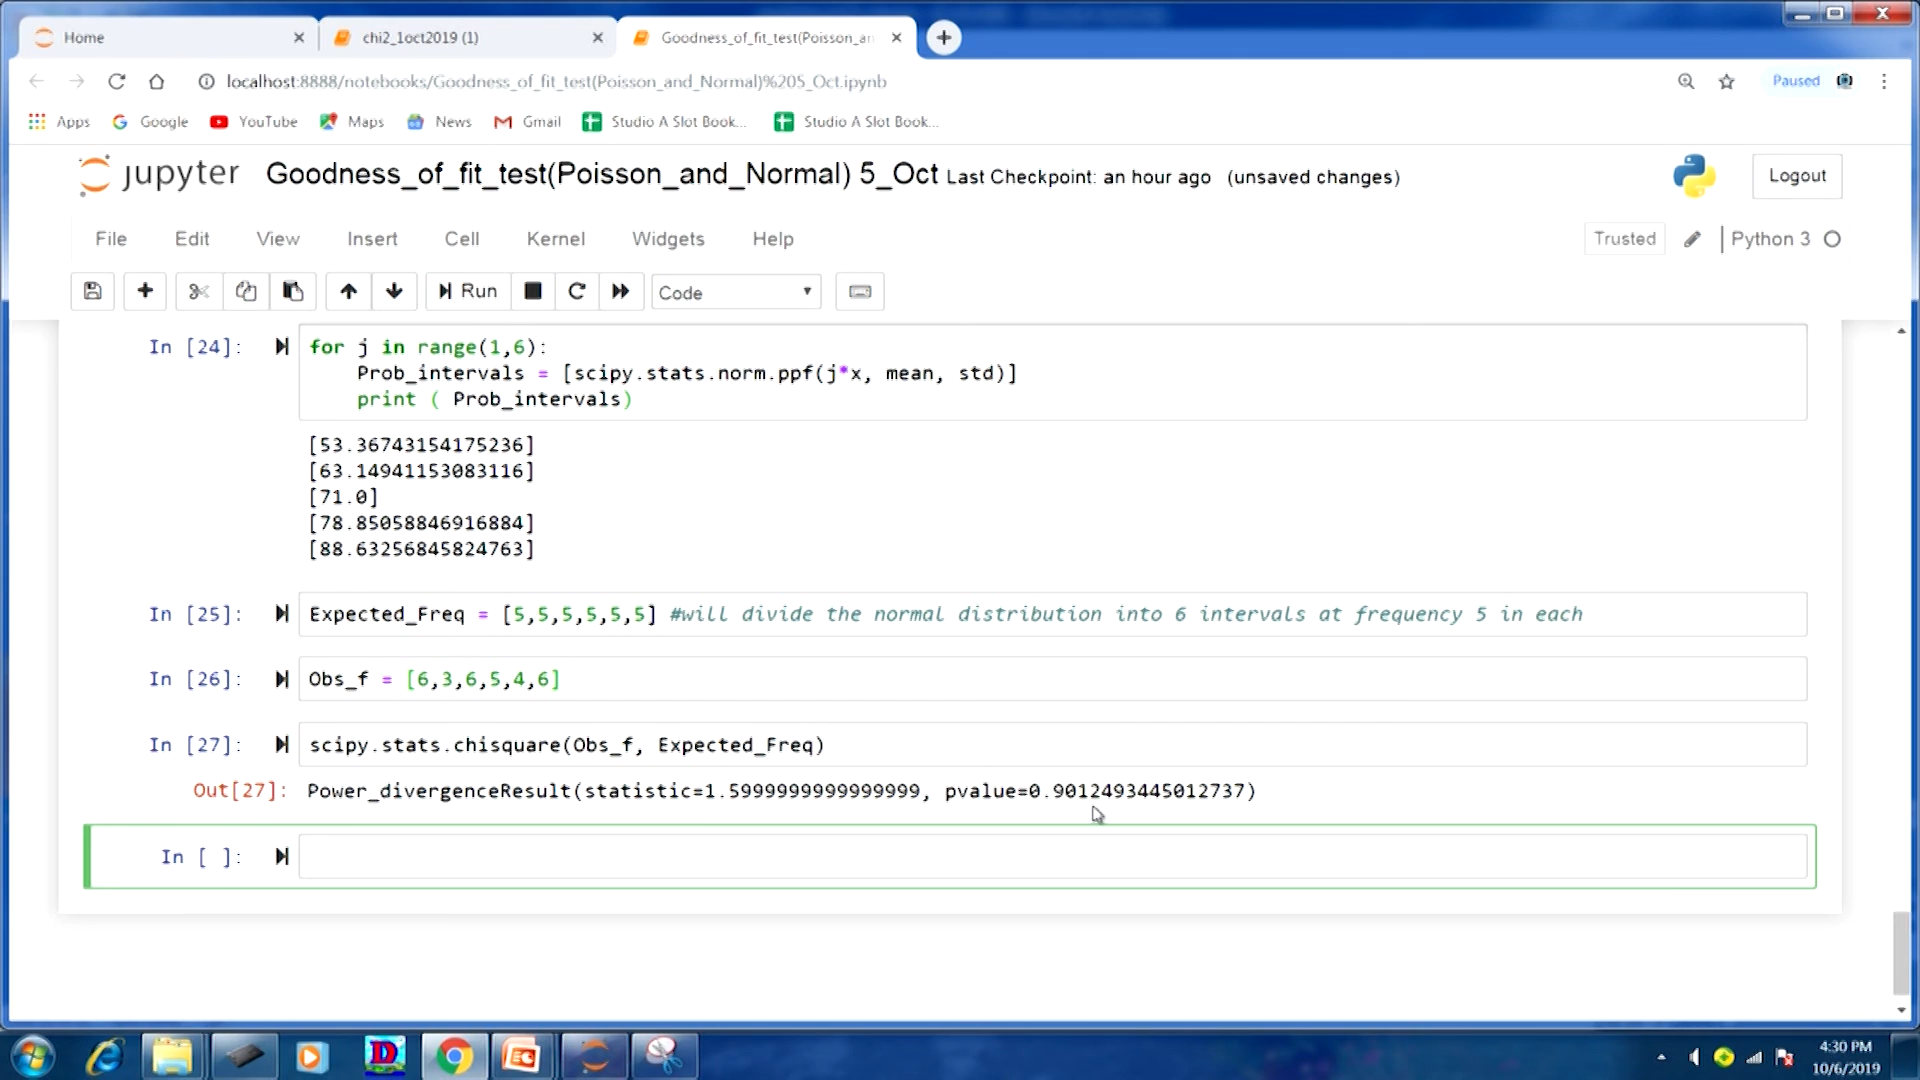 Home
chi2_1oct2019 (1)
Goodness_of_fit_test(Poisson_an
localhost:8888/notebooks/Goodness_of_fit_test(Poisson_and_Normal)%205_Oct.ipynb
Paused
Apps Google YouTube Maps News Gmail Studio A Slot Book... Studio A Slot Book...
jupyter Goodness_of_fit_test(Poisson_and_Normal) 5_Oct Last Checkpoint: an hour ago (unsaved changes)
Logout
File Edit View Insert Cell Kernel Widgets Help
Trusted Python 3
Run Code
In [24]: for j in range(1,6):
Prob_intervals = [scipy.stats.norm.ppf(j*x, mean, std)]
print ( Prob_intervals)
[53.36743154175236]
[63.14941153083116]
[71.0]
[78.85058846916884]
[88.63256845824763]
In [25]: Expected_Freq = [5,5,5,5,5,5] #will divide the normal distribution into 6 intervals at frequency 5 in each
In [26]: Obs_f = [6,3,6,5,4,6]
In [27]: scipy.stats.chisquare(Obs_f, Expected_Freq)
Out[27]: Power_divergenceResult(statistic=1.5999999999999999, pvalue=0.9012493445012737)
In [ ]:
4:30 PM
10/6/2019